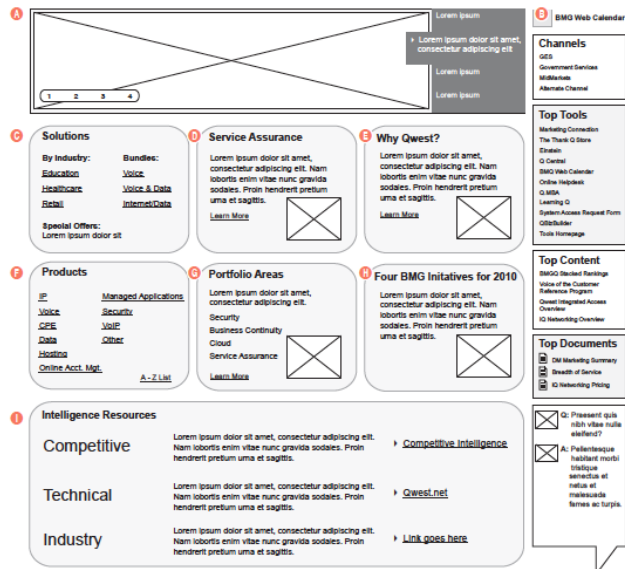 A
Lorem ipsum
Lorem ipsum dolor sit amet,
consectetur adipiscing elit
Lorem ipsum
Lorem ipsum
1 2 3 4
B
BMG Web Calendar
Channels
GES
Government Services
MidMarkets
Alternate Channel
Top Tools
Marketing Connection
The Thank Q Store
Einstein
Q Central
BMG Web Calendar
Online Helpdesk
Q MBA
Learning Q
System Access Request Form
QBizBuilder
Tools Homepage
Top Content
BMGQ Stacked Rankings
Voice of the Customer
Reference Program
Qwest Integrated Access
Overview
IQ Networking Overview
Top Documents
DM Marketing Summary
Breadth of Service
IQ Networking Pricing
Q: Praesent quis
nibh vitae nulla
eleifend?
A: Pellentesque
habitant morbi
tristique
senectus et
netus et
malesuada
fames ac turpis.
C
Solutions
By Industry: Bundles:
Education Voice
Healthcare Voice & Data
Retail Internet/Data
Special Offers:
Lorem ipsum dolor sit
D
Service Assurance
Lorem ipsum dolor sit amet,
consectetur adipiscing elit. Nam
lobortis enim vitae nunc gravida
sodales. Proin hendrerit pretium
urna et sagittis.
Learn More
E
Why Qwest?
Lorem ipsum dolor sit amet,
consectetur adipiscing elit. Nam
lobortis enim vitae nunc gravida
sodales. Proin hendrerit pretium
urna et sagittis.
Learn More
F
Products
IP Managed Applications
Voice Security
CPE VoIP
Data Other
Hosting
Online Acct. Mgt.
A - Z List
G
Portfolio Areas
Lorem ipsum dolor sit amet,
consectetur adipiscing elit.
Security
Business Continuity
Cloud
Service Assurance
Learn More
H
Four BMG Initatives for 2010
Lorem ipsum dolor sit amet,
consectetur adipiscing elit. Nam
lobortis enim vitae nunc gravida
sodales. Proin hendrerit pretium
urna et sagittis.
I
Intelligence Resources
Competitive
Lorem ipsum dolor sit amet, consectetur adipiscing elit.
Nam lobortis enim vitae nunc gravida sodales. Proin
hendrerit pretium urna et sagittis.
Competitive Intelligence
Technical
Lorem ipsum dolor sit amet, consectetur adipiscing elit.
Nam lobortis enim vitae nunc gravida sodales. Proin
hendrerit pretium urna et sagittis.
Qwest.net
Industry
Lorem ipsum dolor sit amet, consectetur adipiscing elit.
Nam lobortis enim vitae nunc gravida sodales. Proin
hendrerit pretium urna et sagittis.
Link goes here